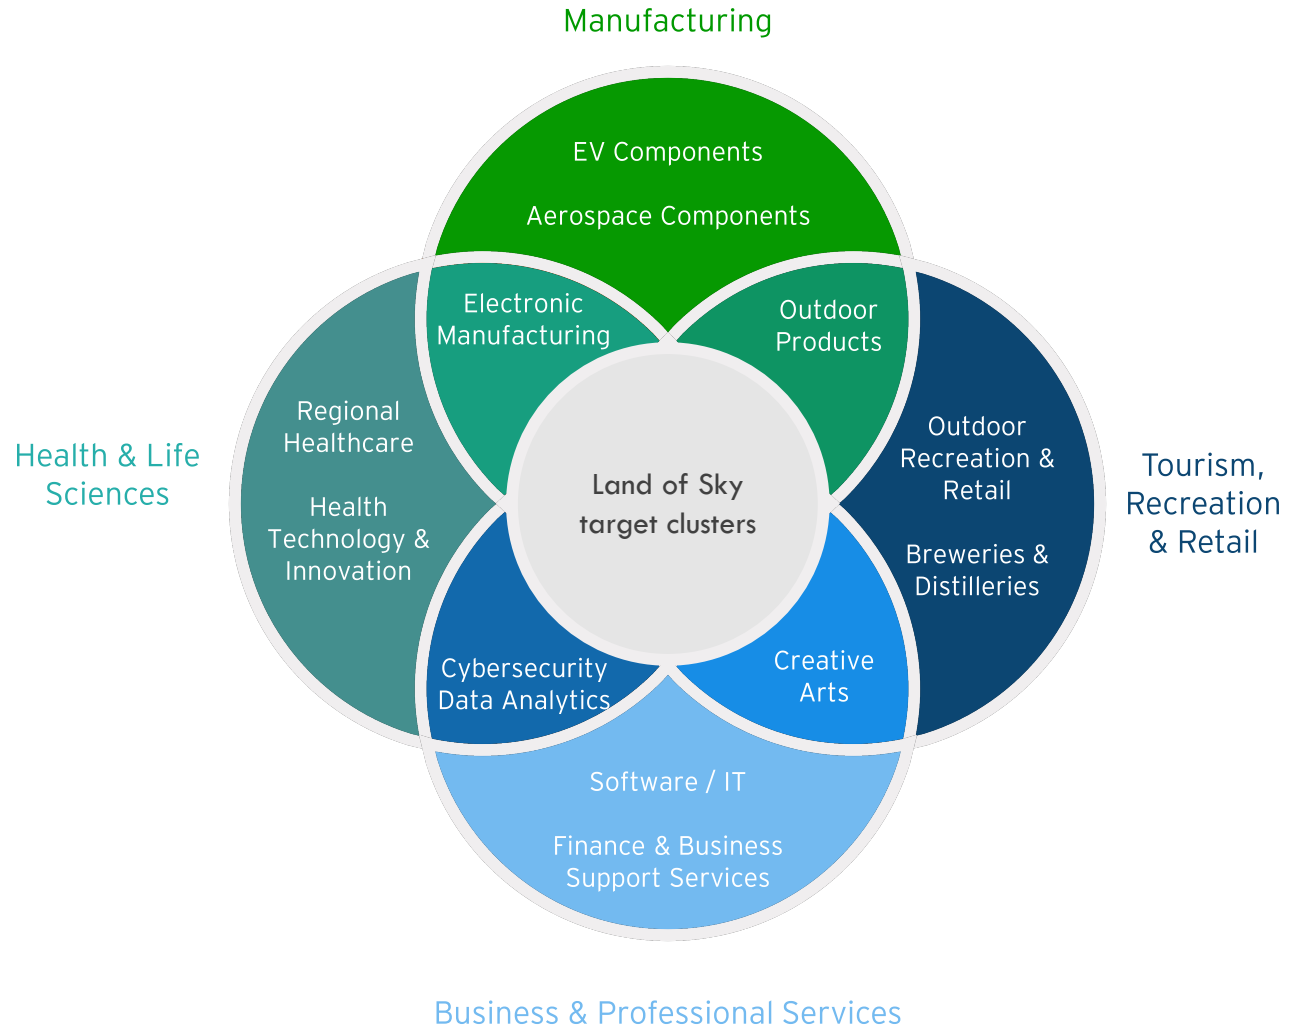 Manufacturing
EV Components
Aerospace Components
Electronic
Manufacturing
Outdoor
Products
Regional
Healthcare
Health
Technology &
Innovation
Health & Life
Sciences
Land of Sky
target clusters
Outdoor
Recreation &
Retail
Breweries &
Distilleries
Tourism,
Recreation
& Retail
Cybersecurity
Data Analytics
Creative
Arts
Software / IT
Finance & Business
Support Services
Business & Professional Services